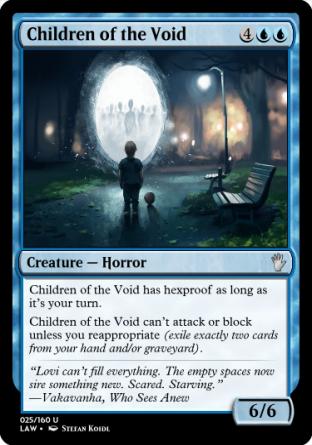 Children of the Void 4
Creature — Horror
Children of the Void has hexproof as long as
it's your turn.
Children of the Void can't attack or block
unless you reappropriate (exile exactly two cards
from your hand and/or graveyard).
"Lovi can't fill everything. The empty spaces now
sire something new. Scared. Starving."
—Vakavanha, Who Sees Anew
6/6
025/160 U
LAW • Stefan Koidl